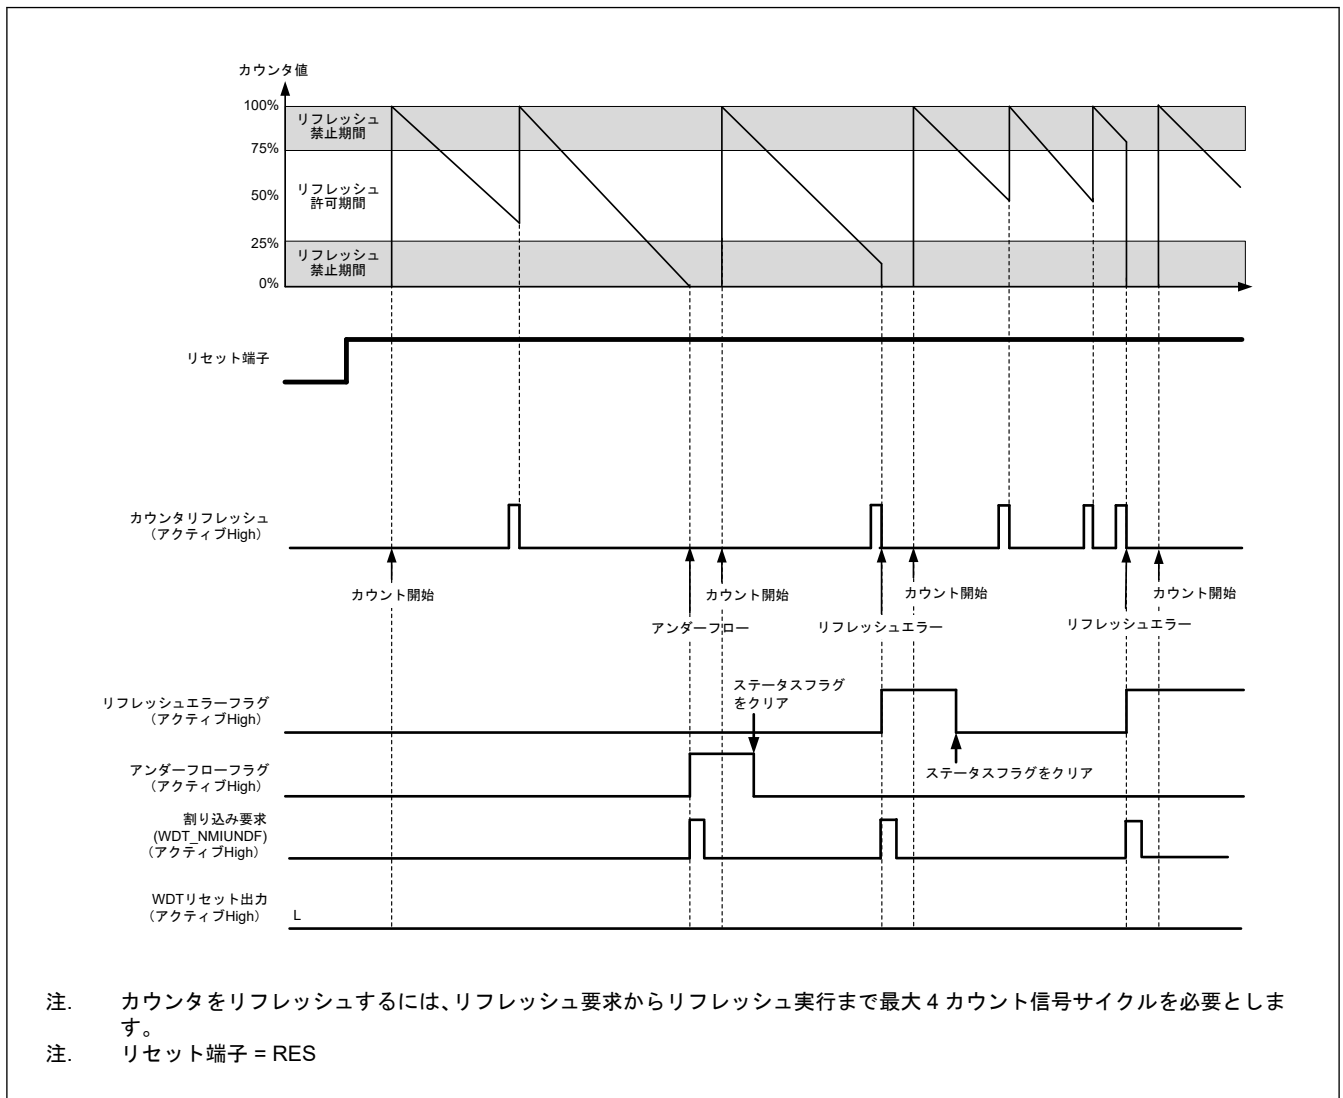 カウンタ値
100%
リフレッシュ
禁止期間
75%
リフレッシュ
許可期間
50%
25%
リフレッシュ
禁止期間
0%
リセット端子
カウンタリフレッシュ
(アクティブHigh)
カウント開始
カウント開始
カウント開始
カウント開始
アンダーフロー
リフレッシュエラー
リフレッシュエラー
ステータスフラグ
をクリア
リフレッシュエラーフラグ
(アクティブHigh)
アンダーフローフラグ
(アクティブHigh)
ステータスフラグをクリア
割り込み要求
(WDT_NMIUNDF)
(アクティブHigh)
WDTリセット出力
(アクティブHigh)
L
注. カウンタをリフレッシュするには、リフレッシュ要求からリフレッシュ実行まで最大 4 カウント信号サイクルを必要としま
す。
注. リセット端子 = RES